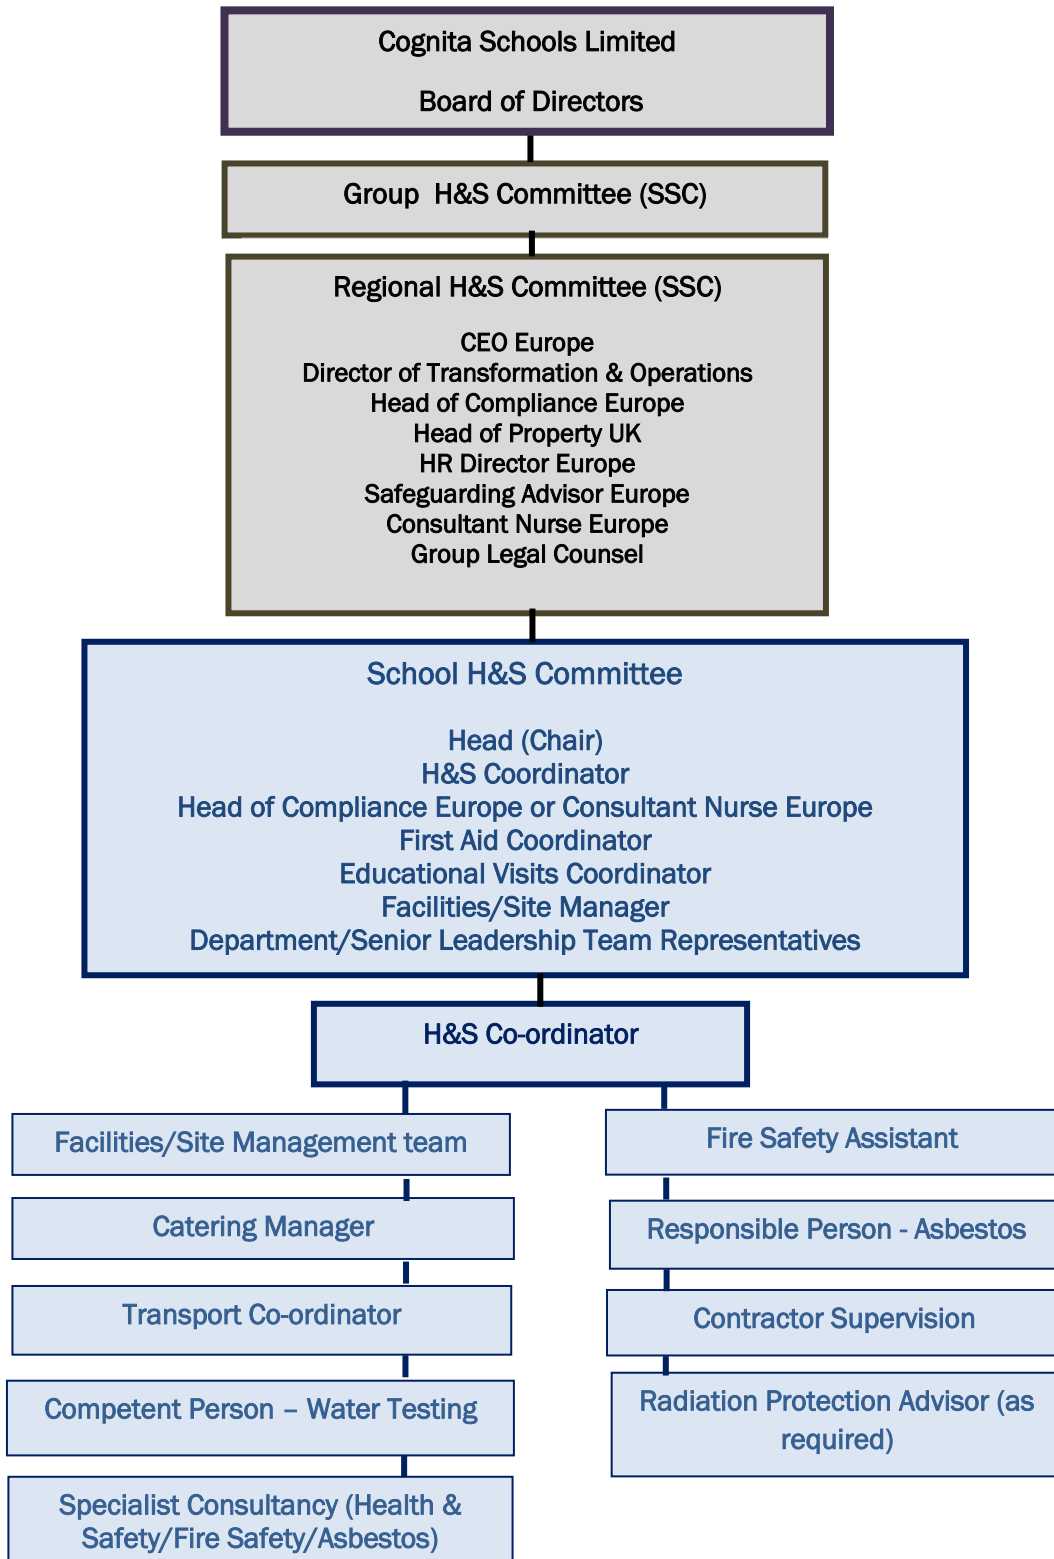 Cognita Schools Limited
Board of Directors
Group H&S Committee (SSC)
Regional H&S Committee (SSC)
CEO Europe
Director of Transformation & Operations
Head of Compliance Europe
Head of Property UK
HR Director Europe
Safeguarding Advisor Europe
Consultant Nurse Europe
Group Legal Counsel
School H&S Committee
Head (Chair)
H&S Coordinator
Head of Compliance Europe or Consultant Nurse Europe
First Aid Coordinator
Educational Visits Coordinator
Facilities/Site Manager
Department/Senior Leadership Team Representatives
H&S Co-ordinator
Facilities/Site Management team
Catering Manager
Transport Co-ordinator
Competent Person – Water Testing
Specialist Consultancy (Health &
Safety/Fire Safety/Asbestos)
Fire Safety Assistant
Responsible Person - Asbestos
Contractor Supervision
Radiation Protection Advisor (as
required)